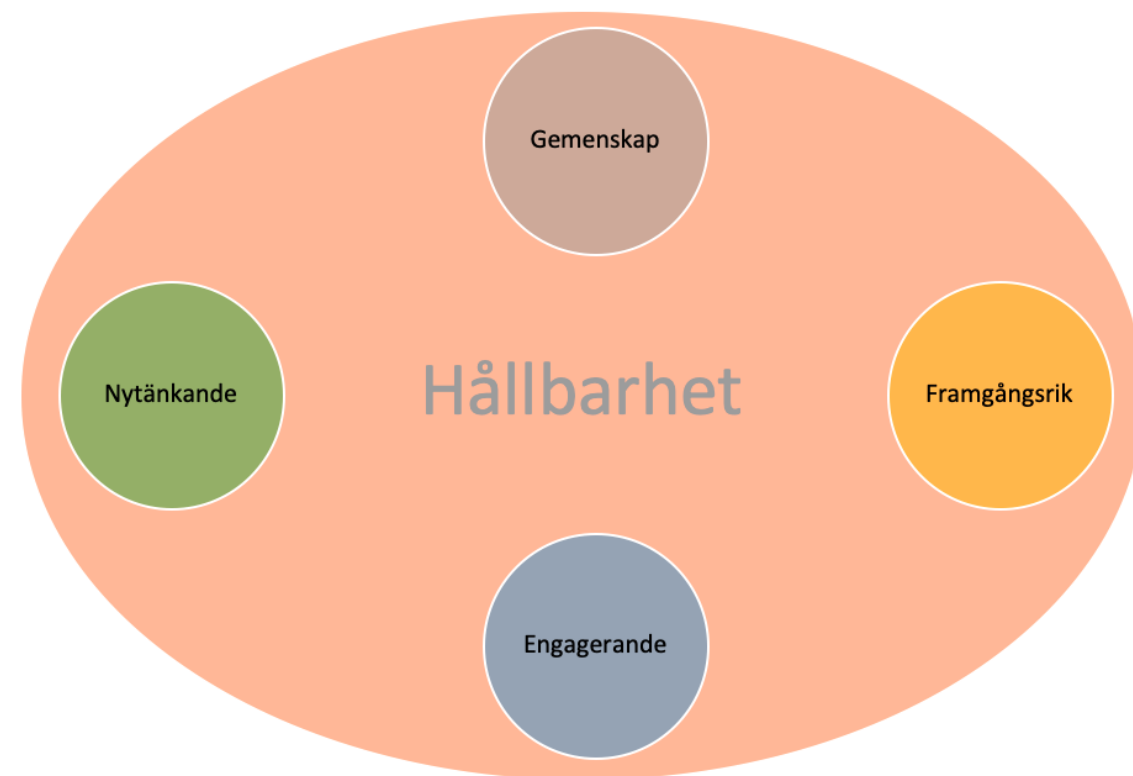 Gemenskap
Nytänkande
Hållbarhet
Framgångsrik
Engagerande